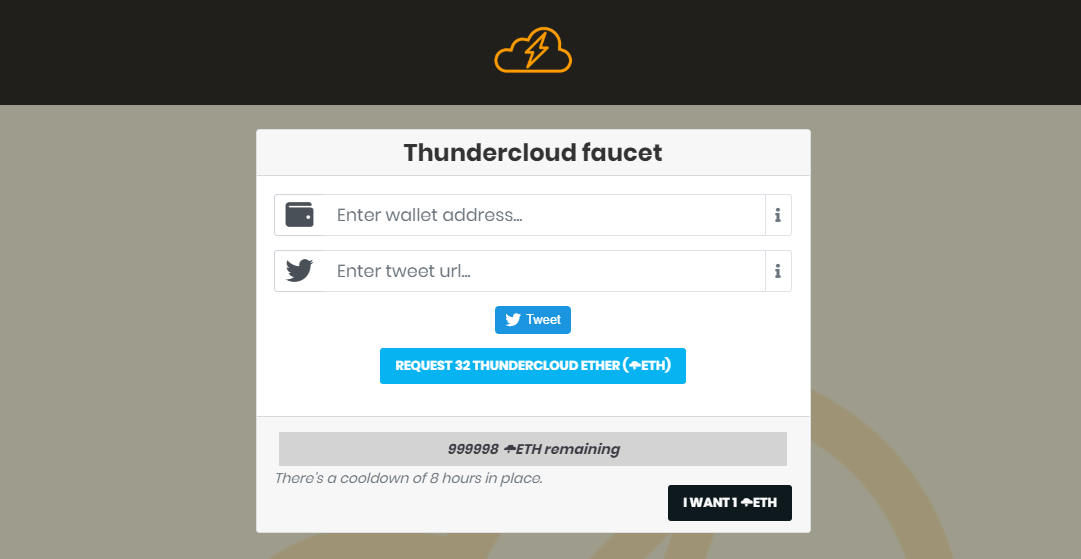 Thundercloud faucet
Enter wallet address...
i
Enter tweet url...
i
Tweet
REQUEST 32 THUNDERCLOUD ETHER (🌩ETH)
999998 🌩ETH remaining
There's a cooldown of 8 hours in place.
I WANT 1 🌩ETH